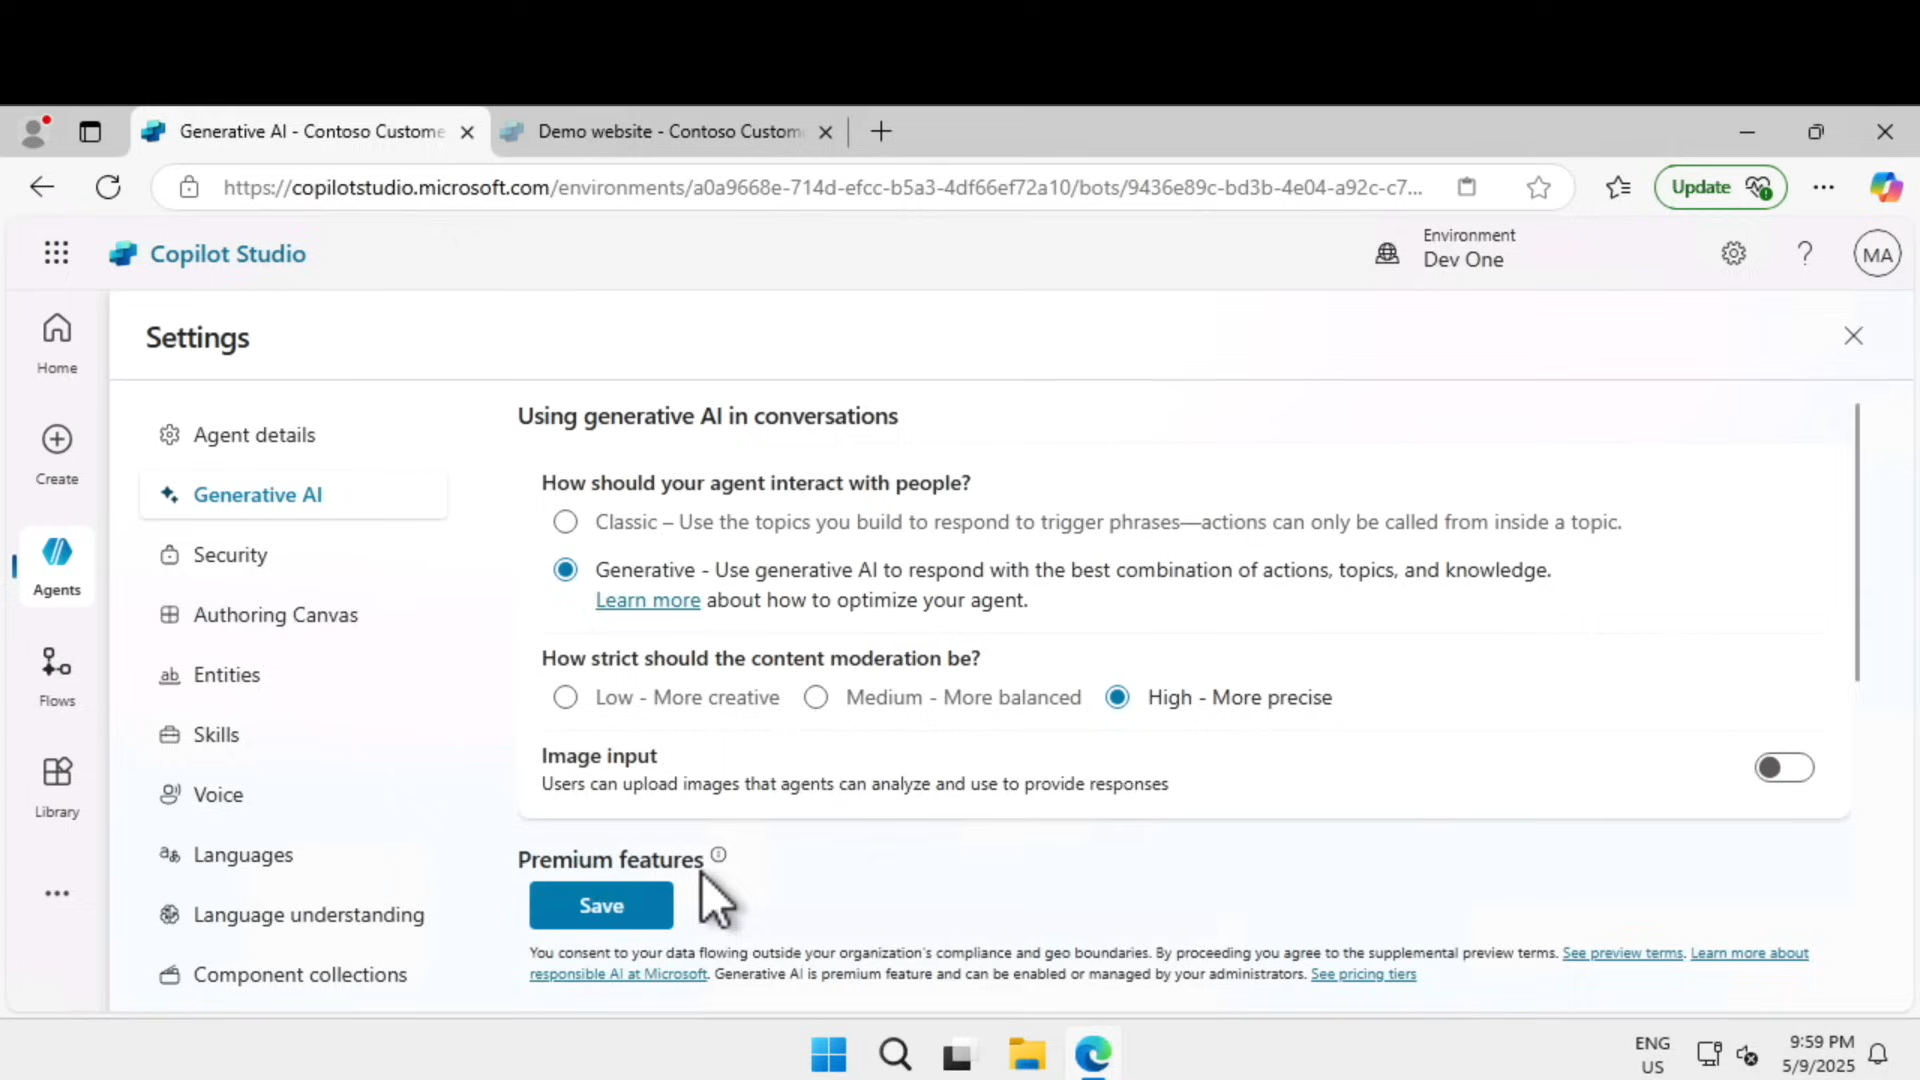 Generative AI - Contoso Custome
Demo website - Contoso Custom
https://copilotstudio.microsoft.com/environments/a0a9668e-714d-efcc-b5a3-4df66ef72a10/bots/9436e89c-bd3b-4e04-a92c-c7...
Update
Copilot Studio
Environment
Dev One
?
MA
Settings
Home
Create
Agents
Flows
Library
Agent details
Generative AI
Security
Authoring Canvas
ab Entities
Skills
Voice
Languages
Language understanding
Component collections
Using generative AI in conversations
How should your agent interact with people?
Classic – Use the topics you build to respond to trigger phrases—actions can only be called from inside a topic.
Generative - Use generative AI to respond with the best combination of actions, topics, and knowledge.
Learn more about how to optimize your agent.
How strict should the content moderation be?
Low - More creative Medium - More balanced High - More precise
Image input
Users can upload images that agents can analyze and use to provide responses
Premium features
Save
You consent to your data flowing outside your organization's compliance and geo boundaries. By proceeding you agree to the supplemental preview terms. See preview terms. Learn more about
responsible AI at Microsoft. Generative AI is premium feature and can be enabled or managed by your administrators. See pricing tiers
ENG
US
9:59 PM
5/9/2025